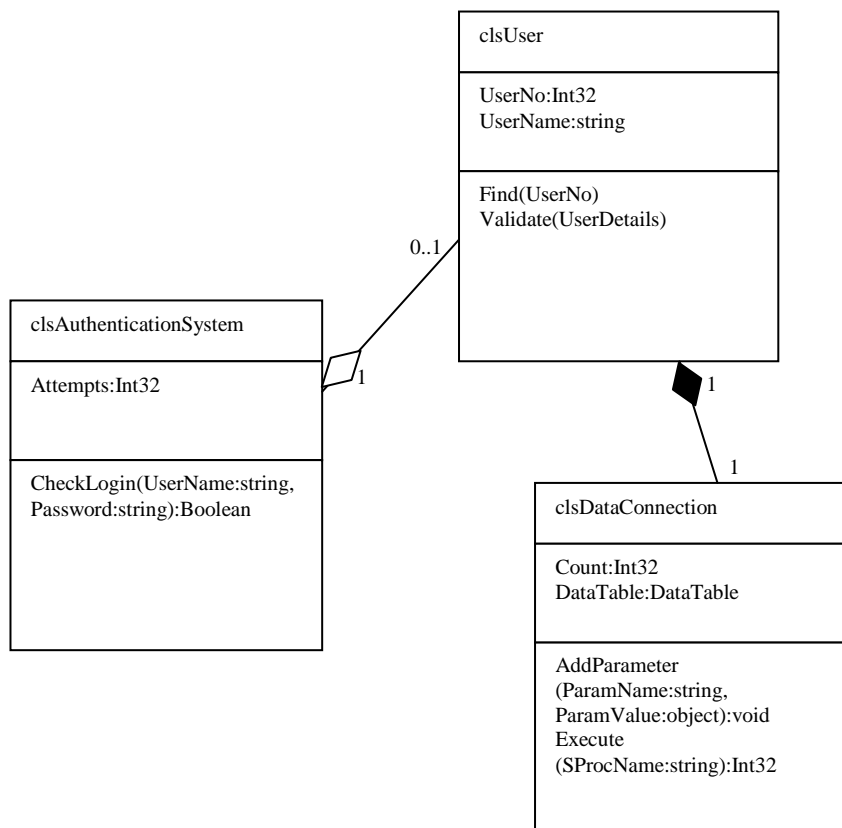 clsUser
UserNo:Int32
UserName:string
Find(UserNo)
Validate(UserDetails)
0..1
clsAuthenticationSystem
Attempts:Int32
1
CheckLogin(UserName:string,
Password:string):Boolean
1
1
clsDataConnection
Count:Int32
DataTable:DataTable
AddParameter
(ParamName:string,
ParamValue:object):void
Execute
(SProcName:string):Int32